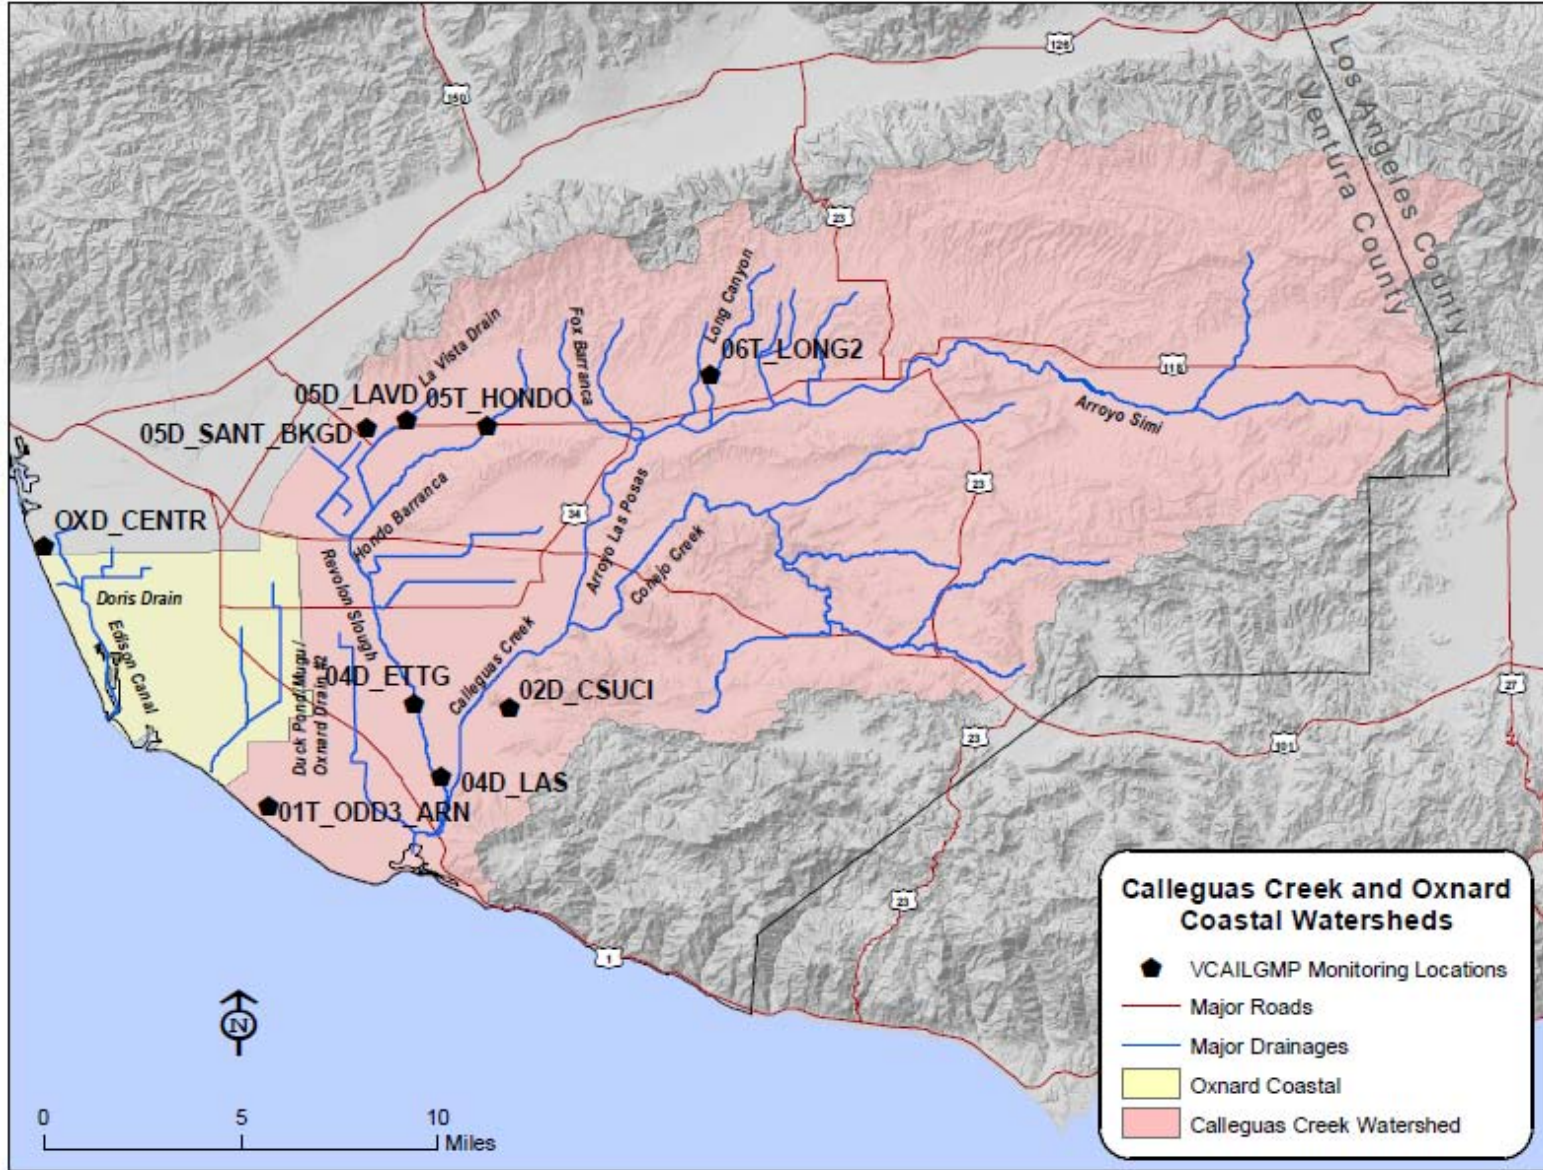 126
150
Los Angeles County
Ventura County
23
Long Canyon
La Vista Drain
Fox Barranca
06T_LONG2
118
05D_LAVD
05T_HONDO
Arroyo Simi
05D_SANT_BKGD
23
Arroyo Las Posas
34
OXD_CENTR
Hondo Barranca
Conejo Creek
Revolon Slough
Doris Drain
Edison Canal
Calleguas Creek
04D_ETTG
02D_CSUCI
27
Duck Pond/Mugu/
Oxnard Drain #2
23
101
04D_LAS
01T_ODD3_ARN
23
1
N
0 5 10
Miles
Calleguas Creek and Oxnard
Coastal Watersheds
VCAILGMP Monitoring Locations
Major Roads
Major Drainages
Oxnard Coastal
Calleguas Creek Watershed